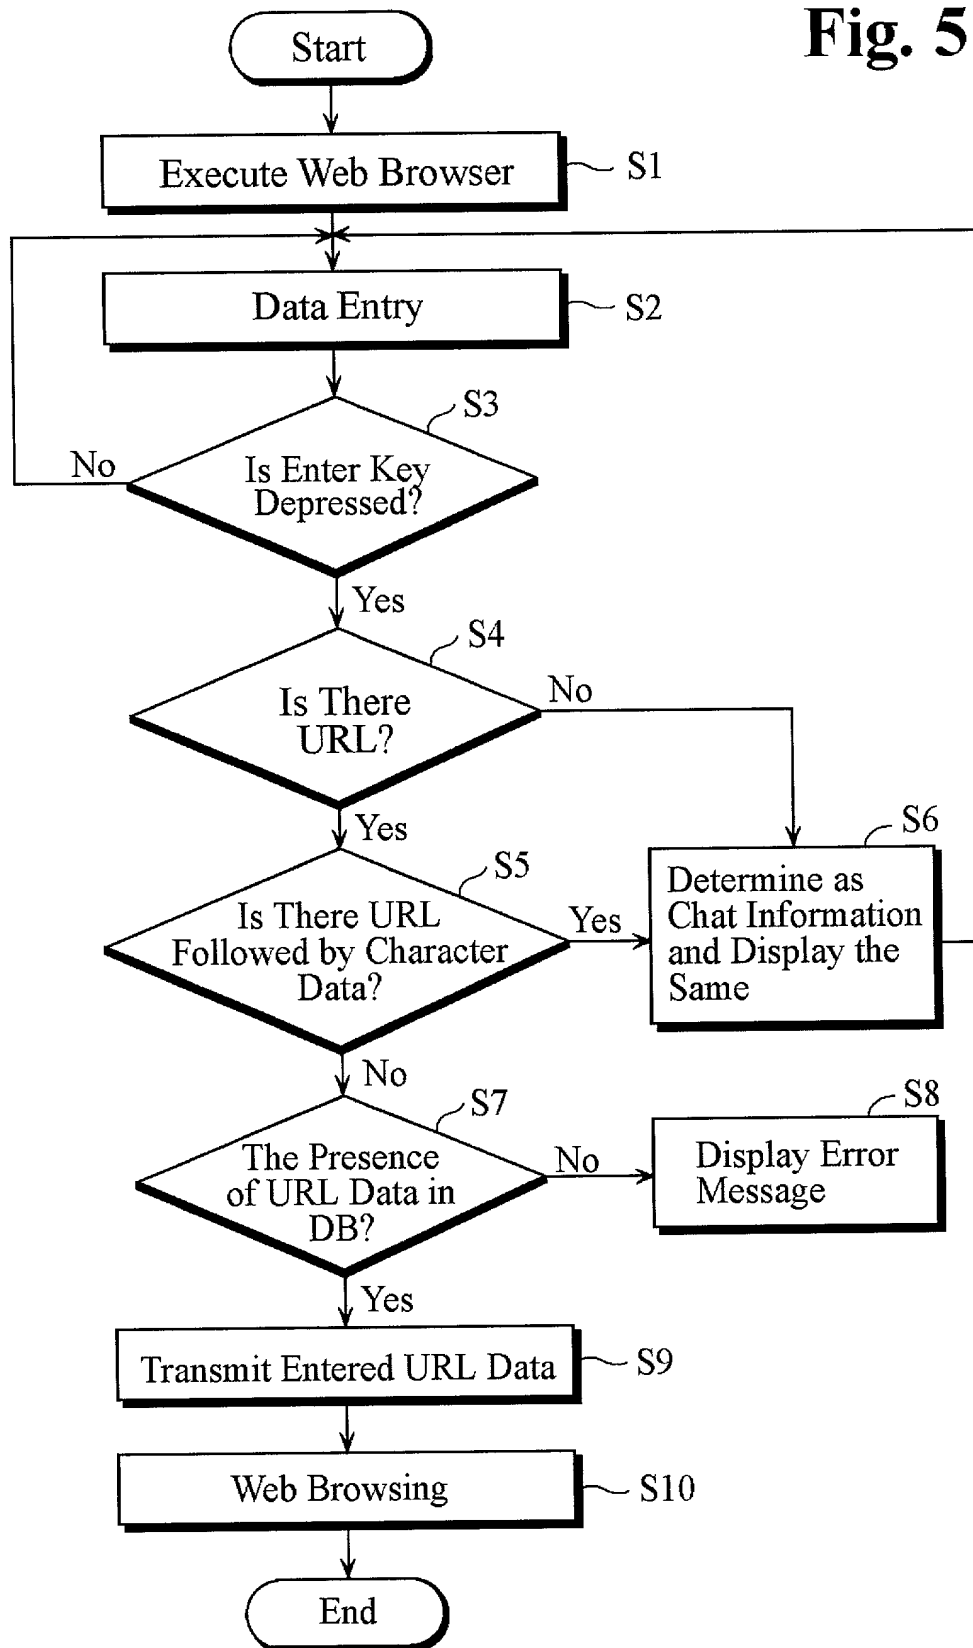 Fig. 5
Start
Execute Web Browser
S1
Data Entry
S2
S3
Is Enter Key
Depressed?
No
Yes
S4
Is There
URL?
No
Yes
S5
Is There URL
Followed by Character
Data?
Yes
S6
Determine as
Chat Information
and Display the
Same
No
S7
The Presence
of URL Data in
DB?
No
S8
Display Error
Message
Yes
Transmit Entered URL Data
S9
Web Browsing
S10
End